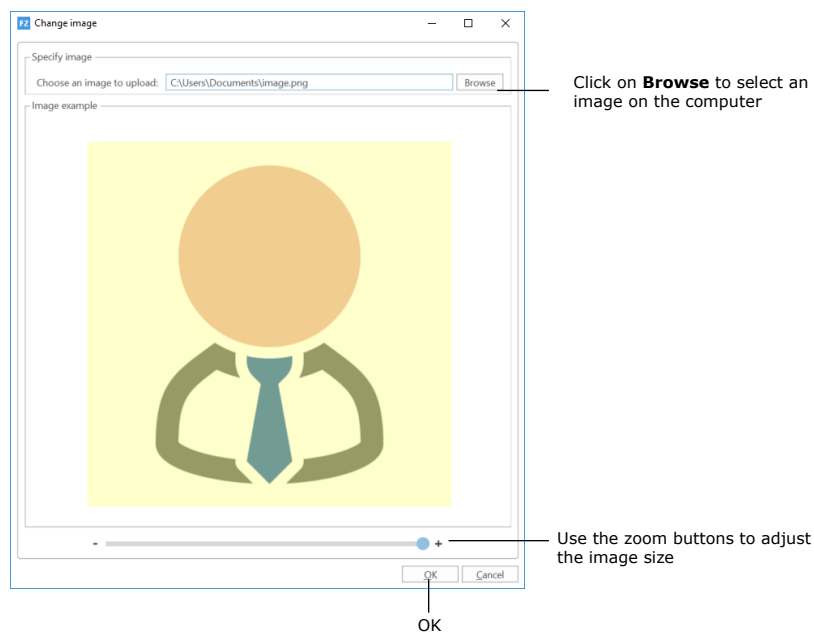 F2 Change image
Specify image
Choose an image to upload: C:\Users\Documents\image.png Browse
Click on Browse to select an
image on the computer
Image example
- +
Use the zoom buttons to adjust
the image size
OK Cancel
OK